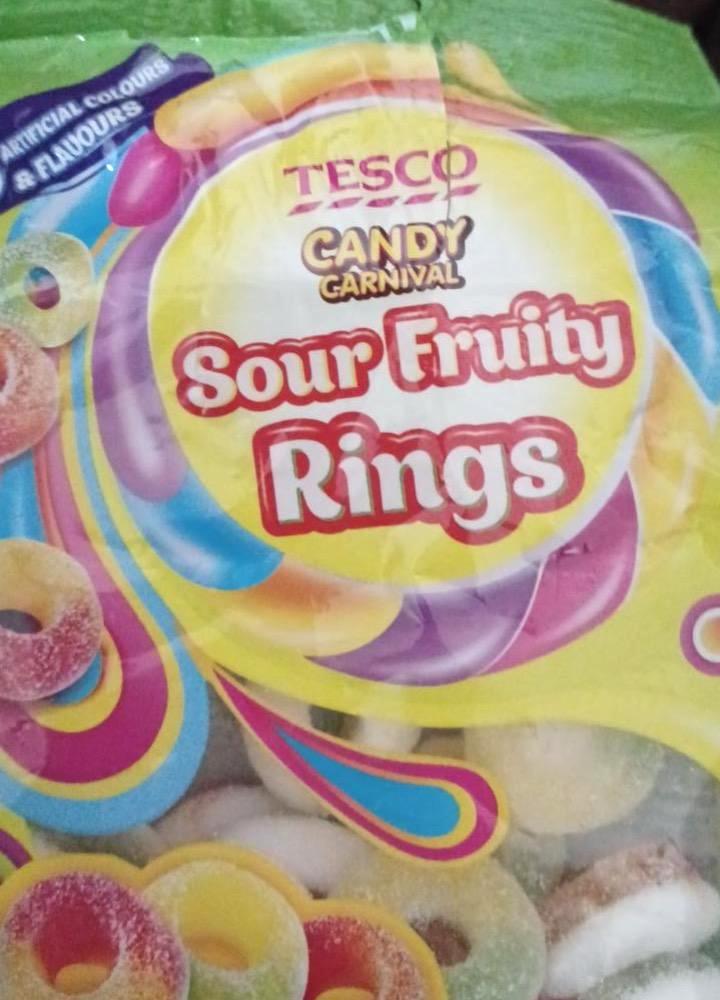 ARTIFICIAL COLOURS
& FLAVOURS
TESCO
CANDY
CARNIVAL
Sour Fruity
Rings